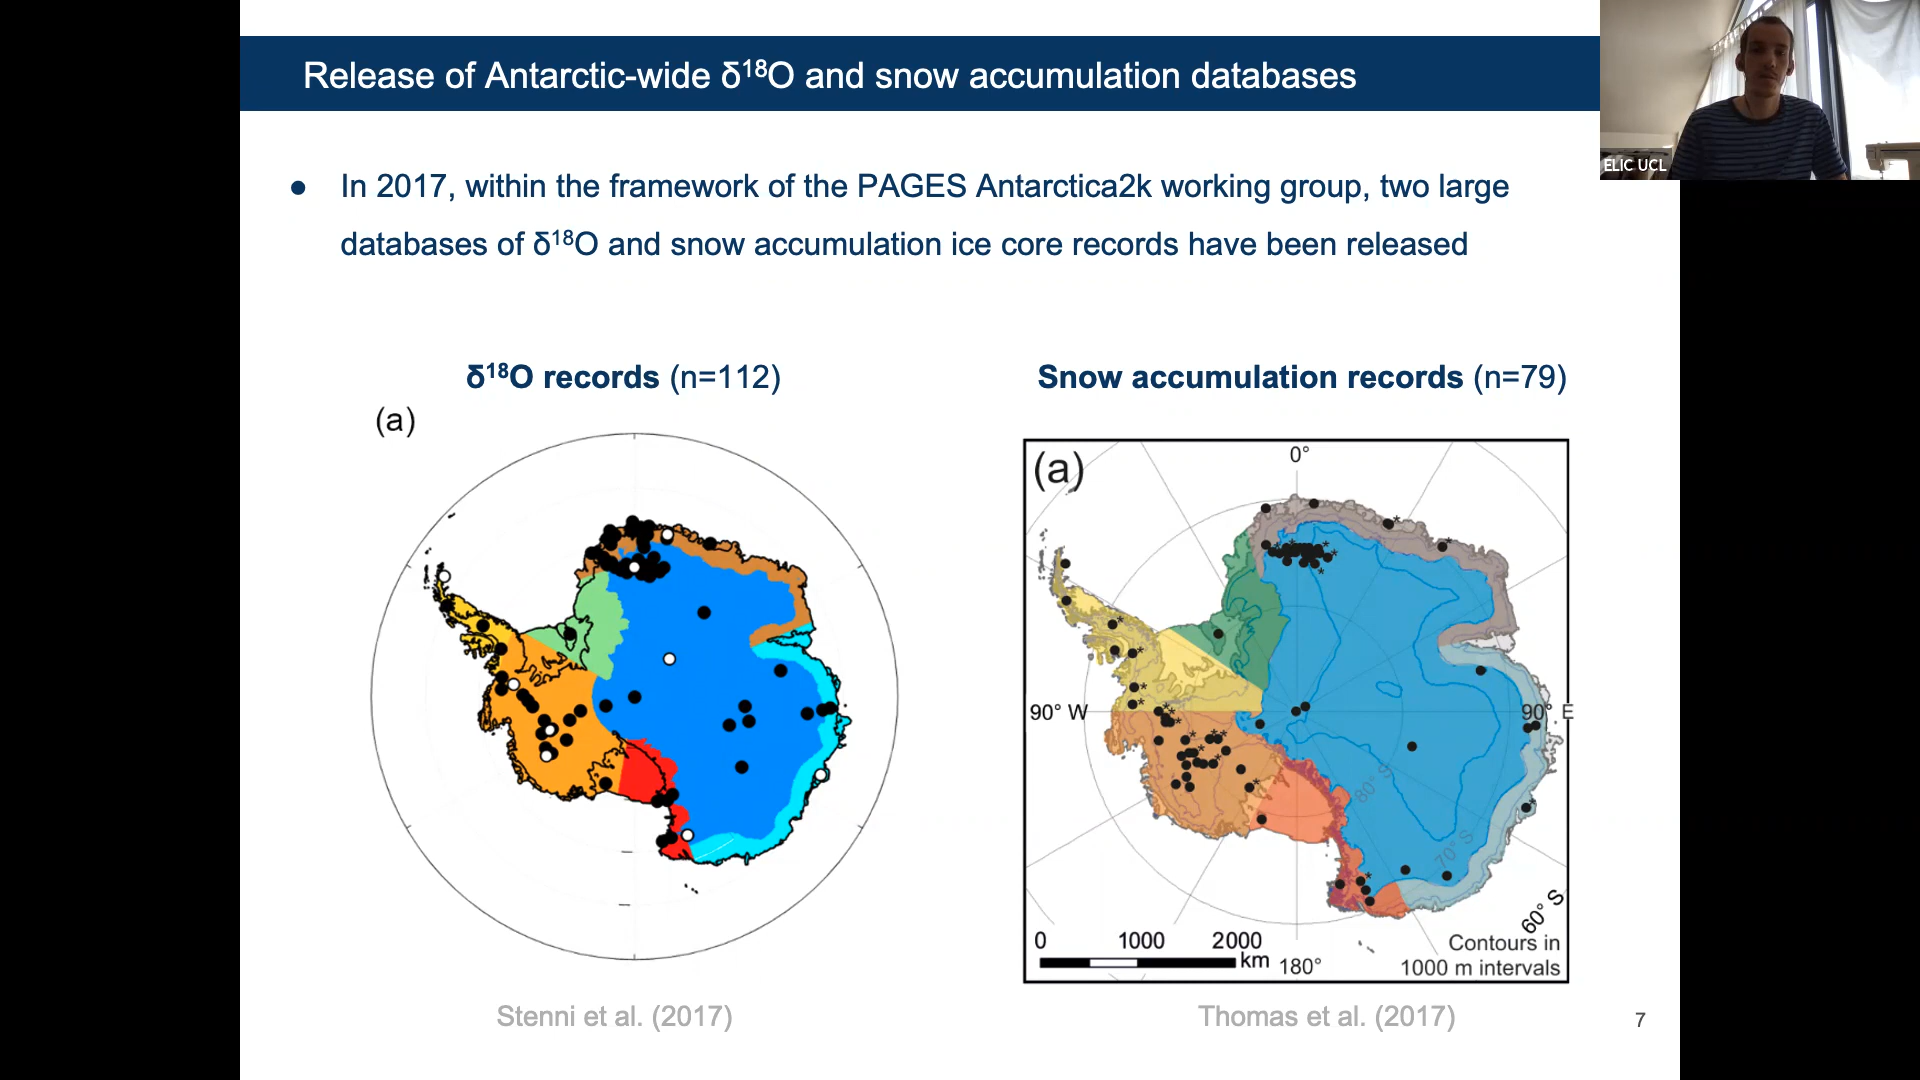 Release of Antarctic-wide δ¹⁸O and snow accumulation databases
ELIC UCL
● In 2017, within the framework of the PAGES Antarctica2k working group, two large
databases of δ¹⁸O and snow accumulation ice core records have been released
δ¹⁸O records (n=112)
Snow accumulation records (n=79)
(a)
(a)
0°
90° W
90° E
80° S
70° S
60° S
0 1000 2000
km
180°
Contours in
1000 m intervals
Stenni et al. (2017)
Thomas et al. (2017)
7